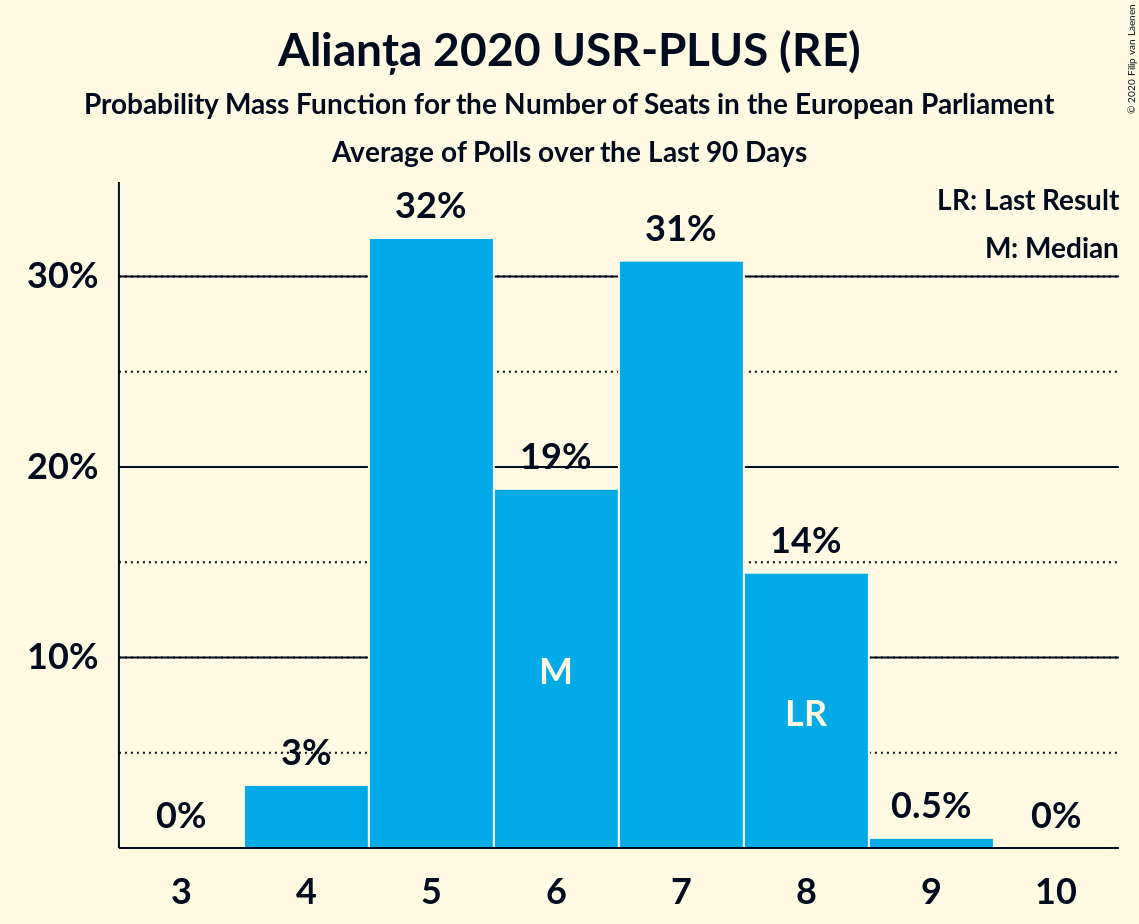 Alianța 2020 USR-PLUS (RE)
Probability Mass Function for the Number of Seats in the European Parliament
Average of Polls over the Last 90 Days
© 2020 Filip van Laenen
LR: Last Result
M: Median
30%
20%
10%
0%
3%
32%
19%
31%
14%
0.5%
0%
M
LR
3 4 5 6 7 8 9 10